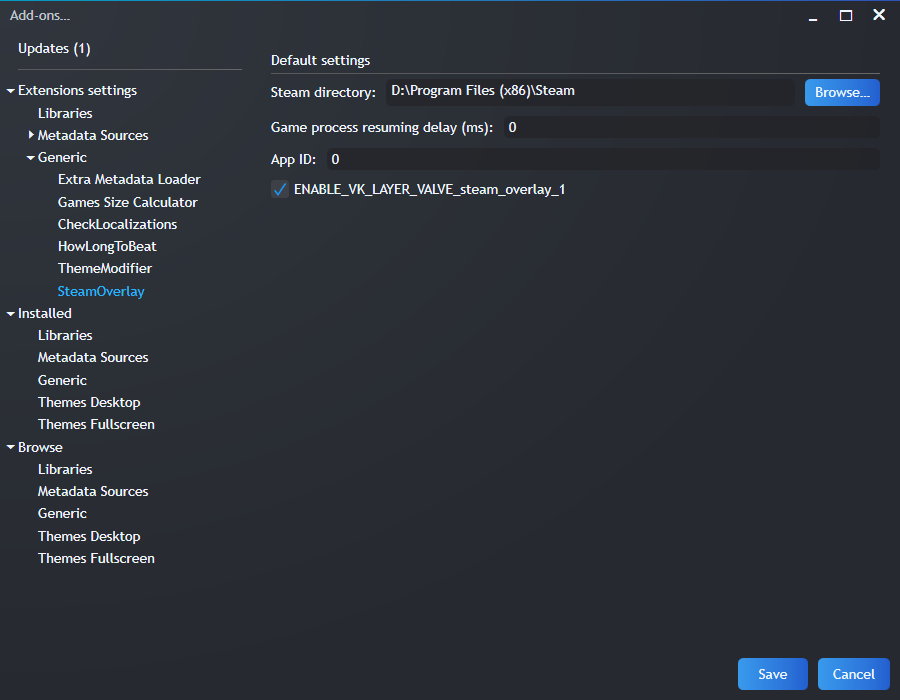 Add-ons...
Updates (1)
Extensions settings
Libraries
Metadata Sources
Generic
Extra Metadata Loader
Games Size Calculator
CheckLocalizations
HowLongToBeat
ThemeModifier
SteamOverlay
Installed
Libraries
Metadata Sources
Generic
Themes Desktop
Themes Fullscreen
Browse
Libraries
Metadata Sources
Generic
Themes Desktop
Themes Fullscreen
Default settings
Steam directory: D:\Program Files (x86)\Steam Browse...
Game process resuming delay (ms): 0
App ID: 0
ENABLE_VK_LAYER_VALVE_steam_overlay_1
Save Cancel